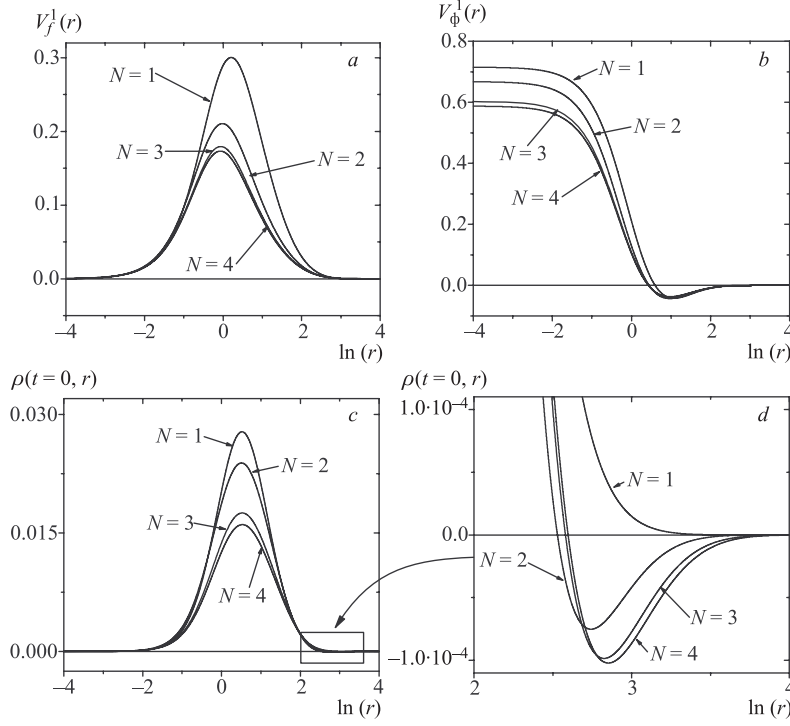 V_f^1(r)
a
0.3
N = 1
0.2
N = 3
N = 2
0.1
N = 4
0.0
−4 −2 0 2 4
ln (r)
V_ф^1(r)
0.8
b
N = 1
0.6
N = 2
N = 3
0.4
N = 4
0.2
0.0
−4 −2 0 2 4
ln (r)
ρ(t = 0, r)
0.030
c
N = 1
N = 2
0.015
N = 3
N = 4
0.000
−4 −2 0 2 4
ln (r)
ρ(t = 0, r)
1.0·10⁻⁴
d
N = 1
0.0
N = 2
N = 3
N = 4
−1.0·10⁻⁴
2 3 4
ln (r)